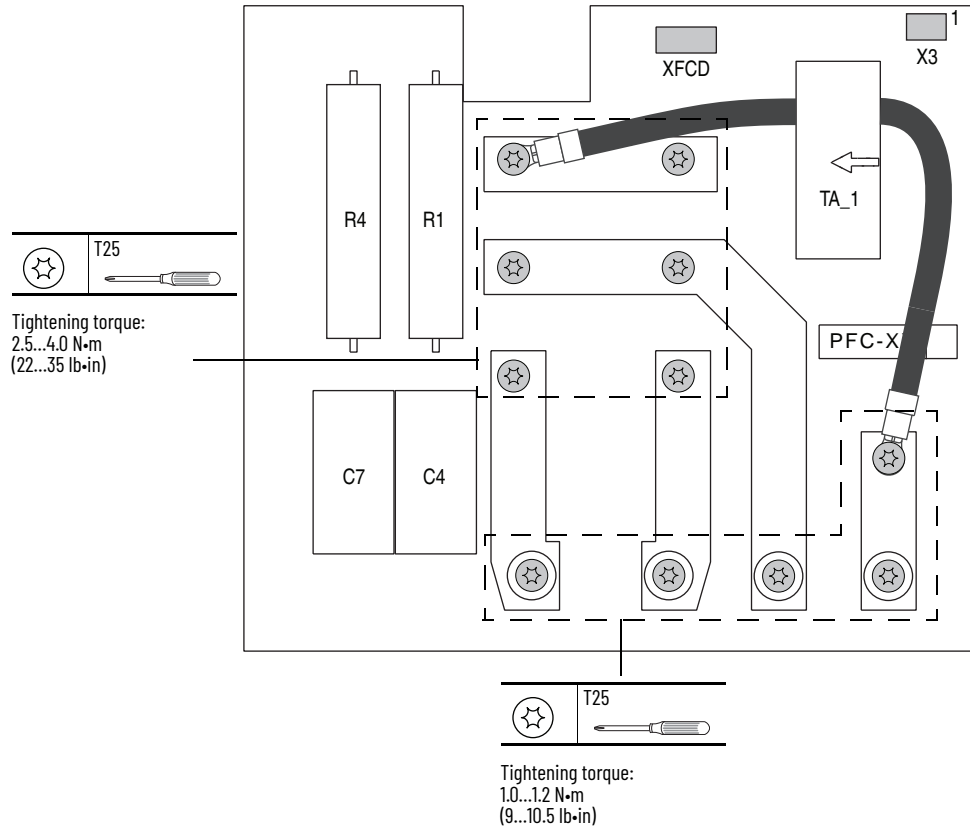 1
XFCD
X3
TA_1
R4
R1
T25
Tightening torque:
2.5...4.0 N•m
(22...35 lb•in)
PFC-X
C7
C4
T25
Tightening torque:
1.0...1.2 N•m
(9...10.5 lb•in)